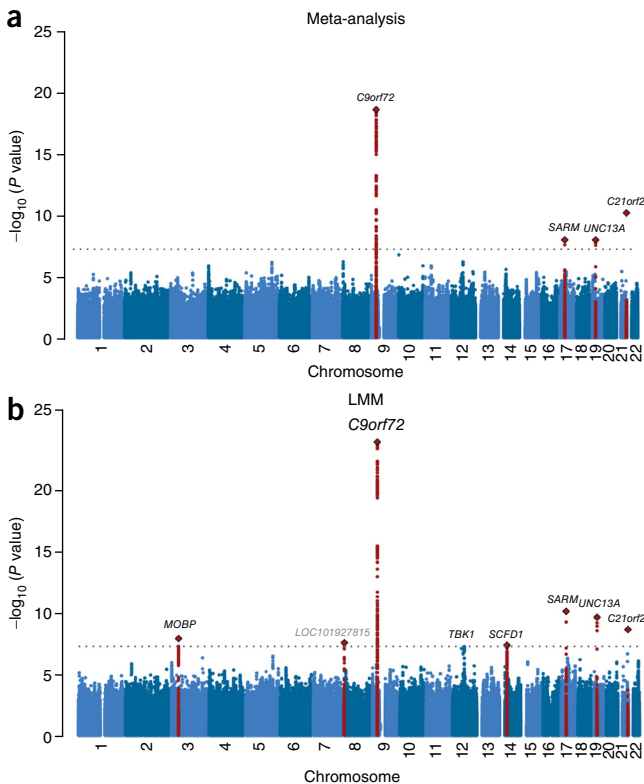 a
Meta-analysis
25
20
15
10
5
0
–log10 (P value)
C9orf72
SARM UNC13A
C21orf2
1 2 3 4 5 6 7 8 9 10 11 12 13 14 15 16 17 18 19 20 21 22
Chromosome
b
LMM
25
20
15
10
5
0
–log10 (P value)
C9orf72
MOBP
LOC101927815
TBK1
SCFD1
SARM UNC13A
C21orf2
1 2 3 4 5 6 7 8 9 10 11 12 13 14 15 16 17 18 19 20 21 22
Chromosome